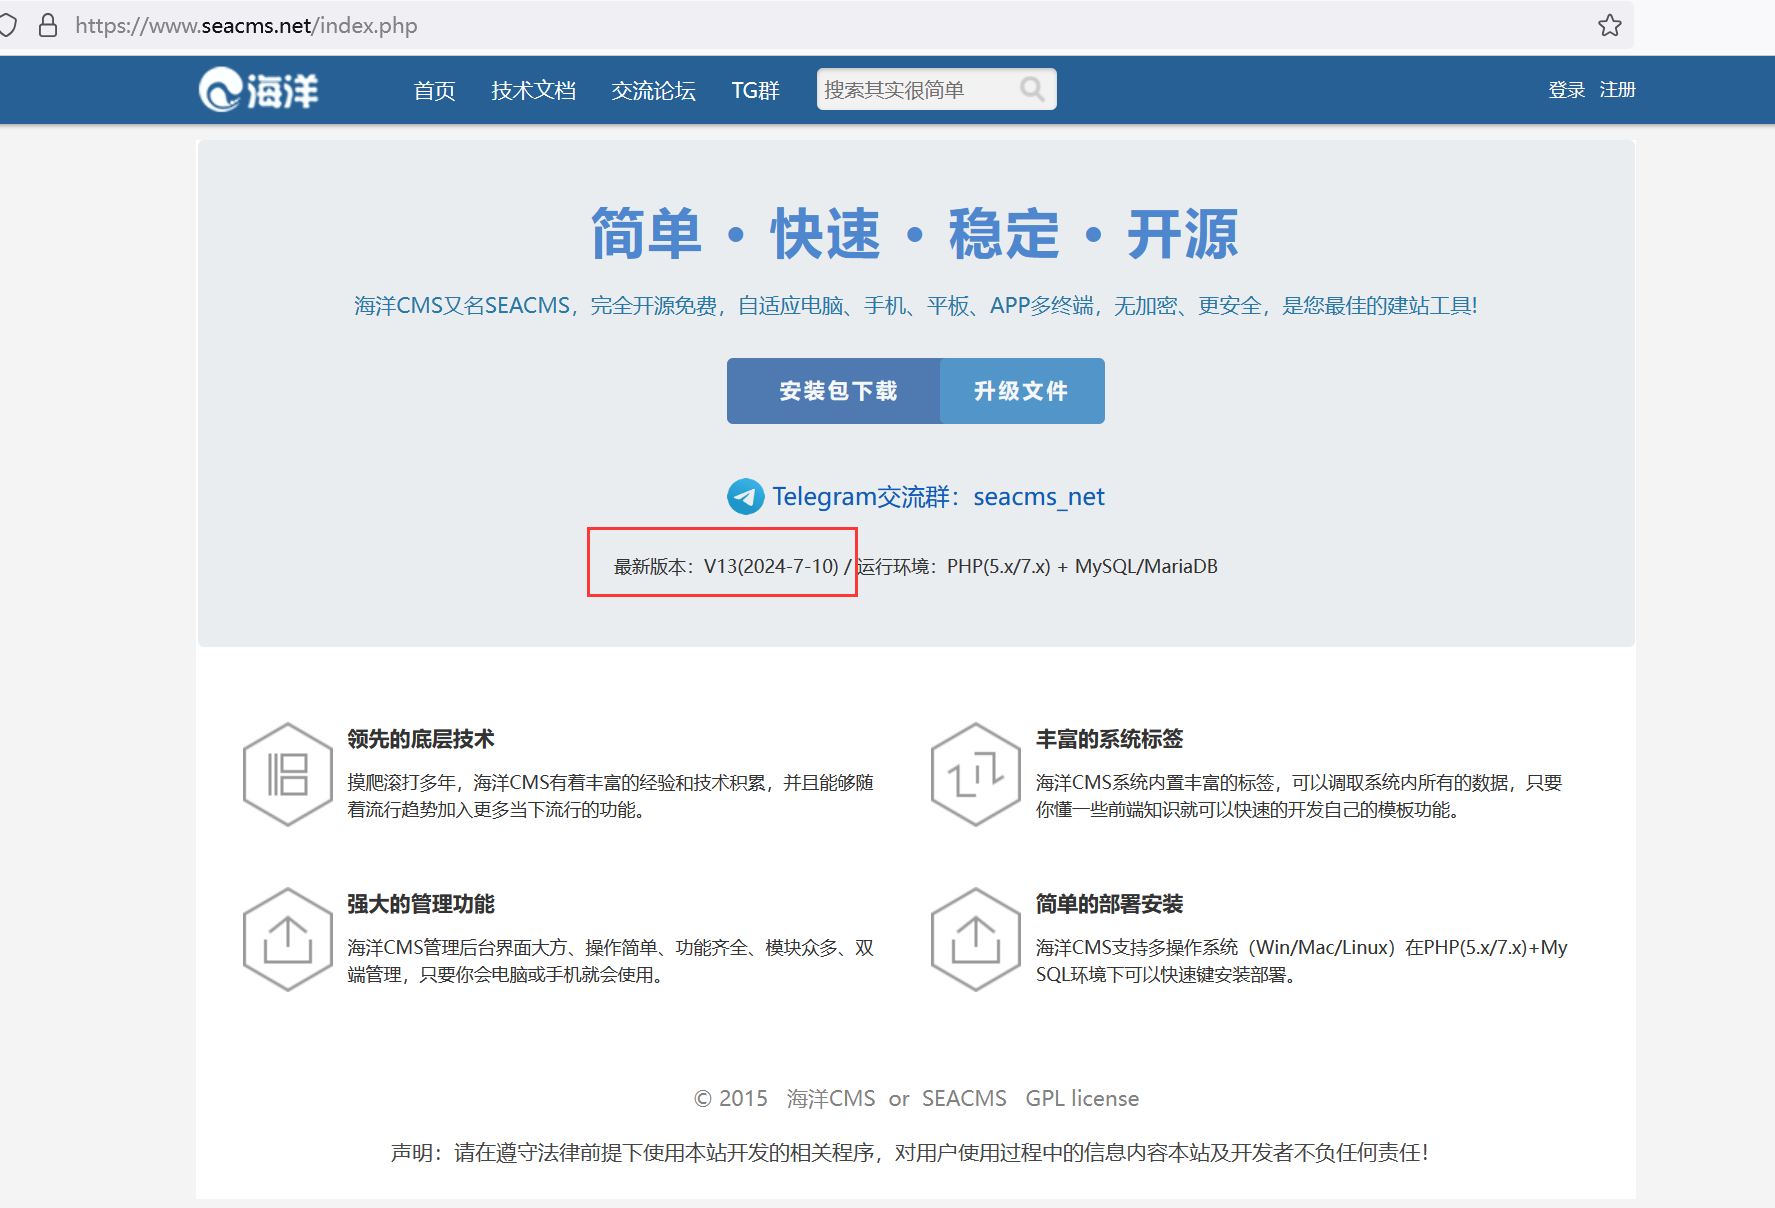 https://www.seacms.net/index.php
海洋
首页 技术文档 交流论坛 TG群 搜索其实很简单 登录 注册
简单・快速・稳定・开源
海洋CMS又名SEACMS，完全开源免费，自适应电脑、手机、平板、APP多终端，无加密、更安全，是您最佳的建站工具!
安装包下载 升级文件
Telegram交流群：seacms_net
最新版本：V13(2024-7-10) / 运行环境：PHP(5.x/7.x) + MySQL/MariaDB
领先的底层技术
摸爬滚打多年，海洋CMS有着丰富的经验和技术积累，并且能够随
着流行趋势加入更多当下流行的功能。
丰富的系统标签
海洋CMS系统内置丰富的标签，可以调取系统内所有的数据，只要
你懂一些前端知识就可以快速的开发自己的模板功能。
强大的管理功能
海洋CMS管理后台界面大方、操作简单、功能齐全、模块众多、双
端管理，只要你会电脑或手机就会使用。
简单的部署安装
海洋CMS支持多操作系统（Win/Mac/Linux）在PHP(5.x/7.x)+My
SQL环境下可以快速键安装部署。
© 2015 海洋CMS or SEACMS GPL license
声明：请在遵守法律前提下使用本站开发的相关程序，对用户使用过程中的信息内容本站及开发者不负任何责任！